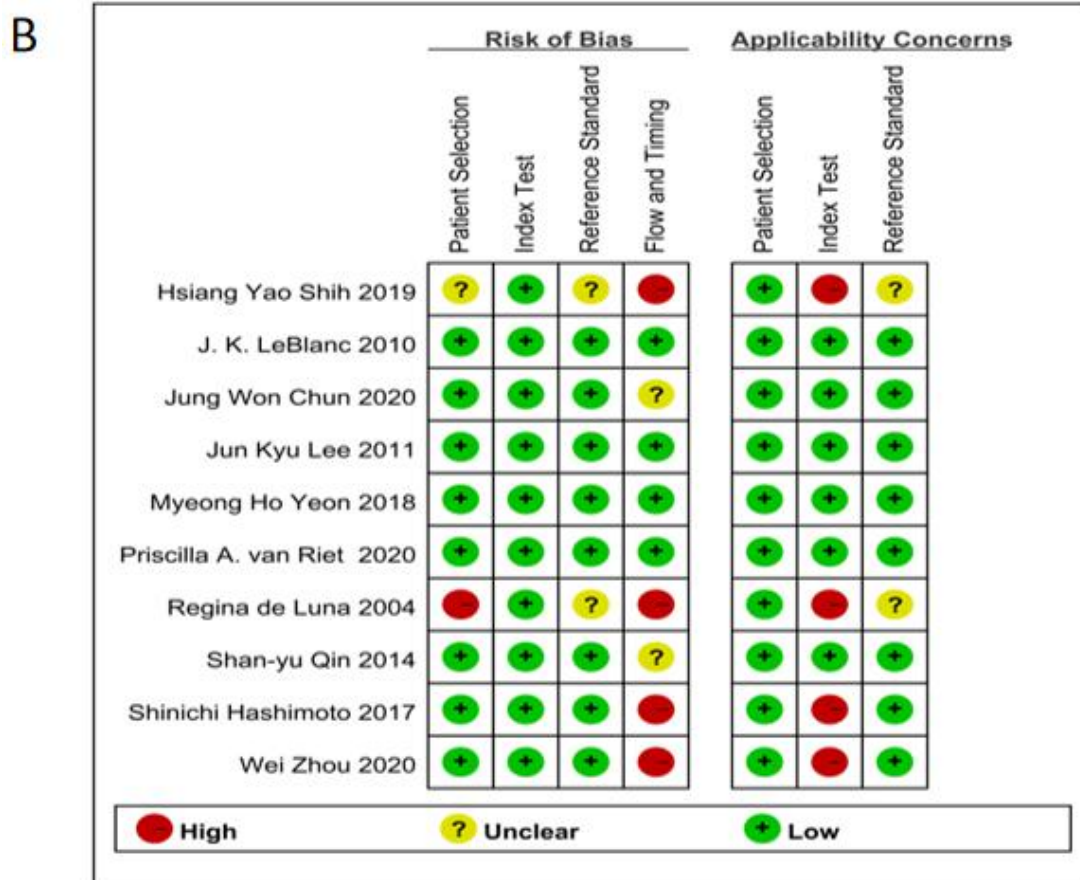 B
Risk of Bias
Applicability Concerns
Patient Selection
Index Test
Reference Standard
Flow and Timing
Patient Selection
Index Test
Reference Standard
Hsiang Yao Shih 2019 ? + ? - + - ?
J. K. LeBlanc 2010 + + + + + + +
Jung Won Chun 2020 + + + ? + + +
Jun Kyu Lee 2011 + + + + + + +
Myeong Ho Yeon 2018 + + + + + + +
Priscilla A. van Riet 2020 + + + + + + +
Regina de Luna 2004 - + ? - + - ?
Shan-yu Qin 2014 + + + ? + + +
Shinichi Hashimoto 2017 + + + - + - +
Wei Zhou 2020 + + + - + - +
- High ? Unclear + Low